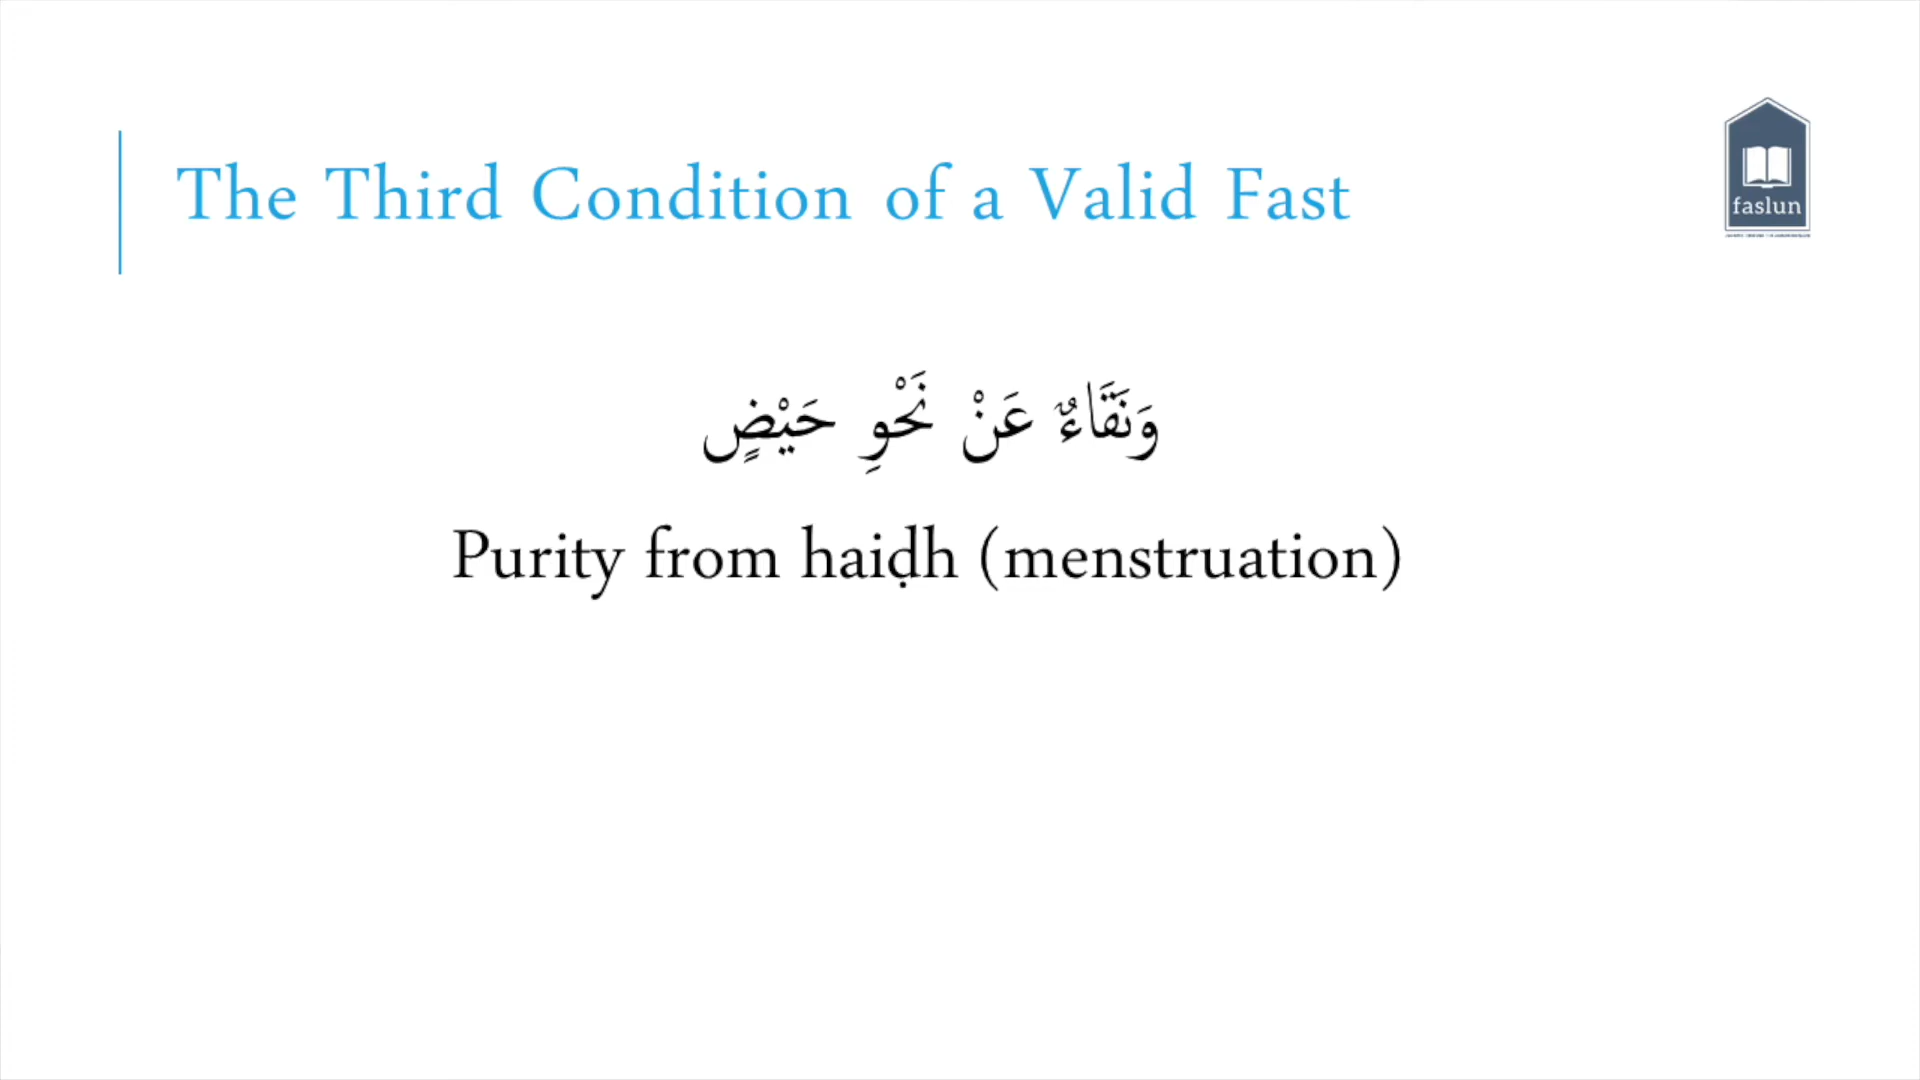 The Third Condition of a Valid Fast
faslun
وَنَقَاءٌ عَنْ نَحْوِ حَيْضٍ
Purity from haiḍh (menstruation)